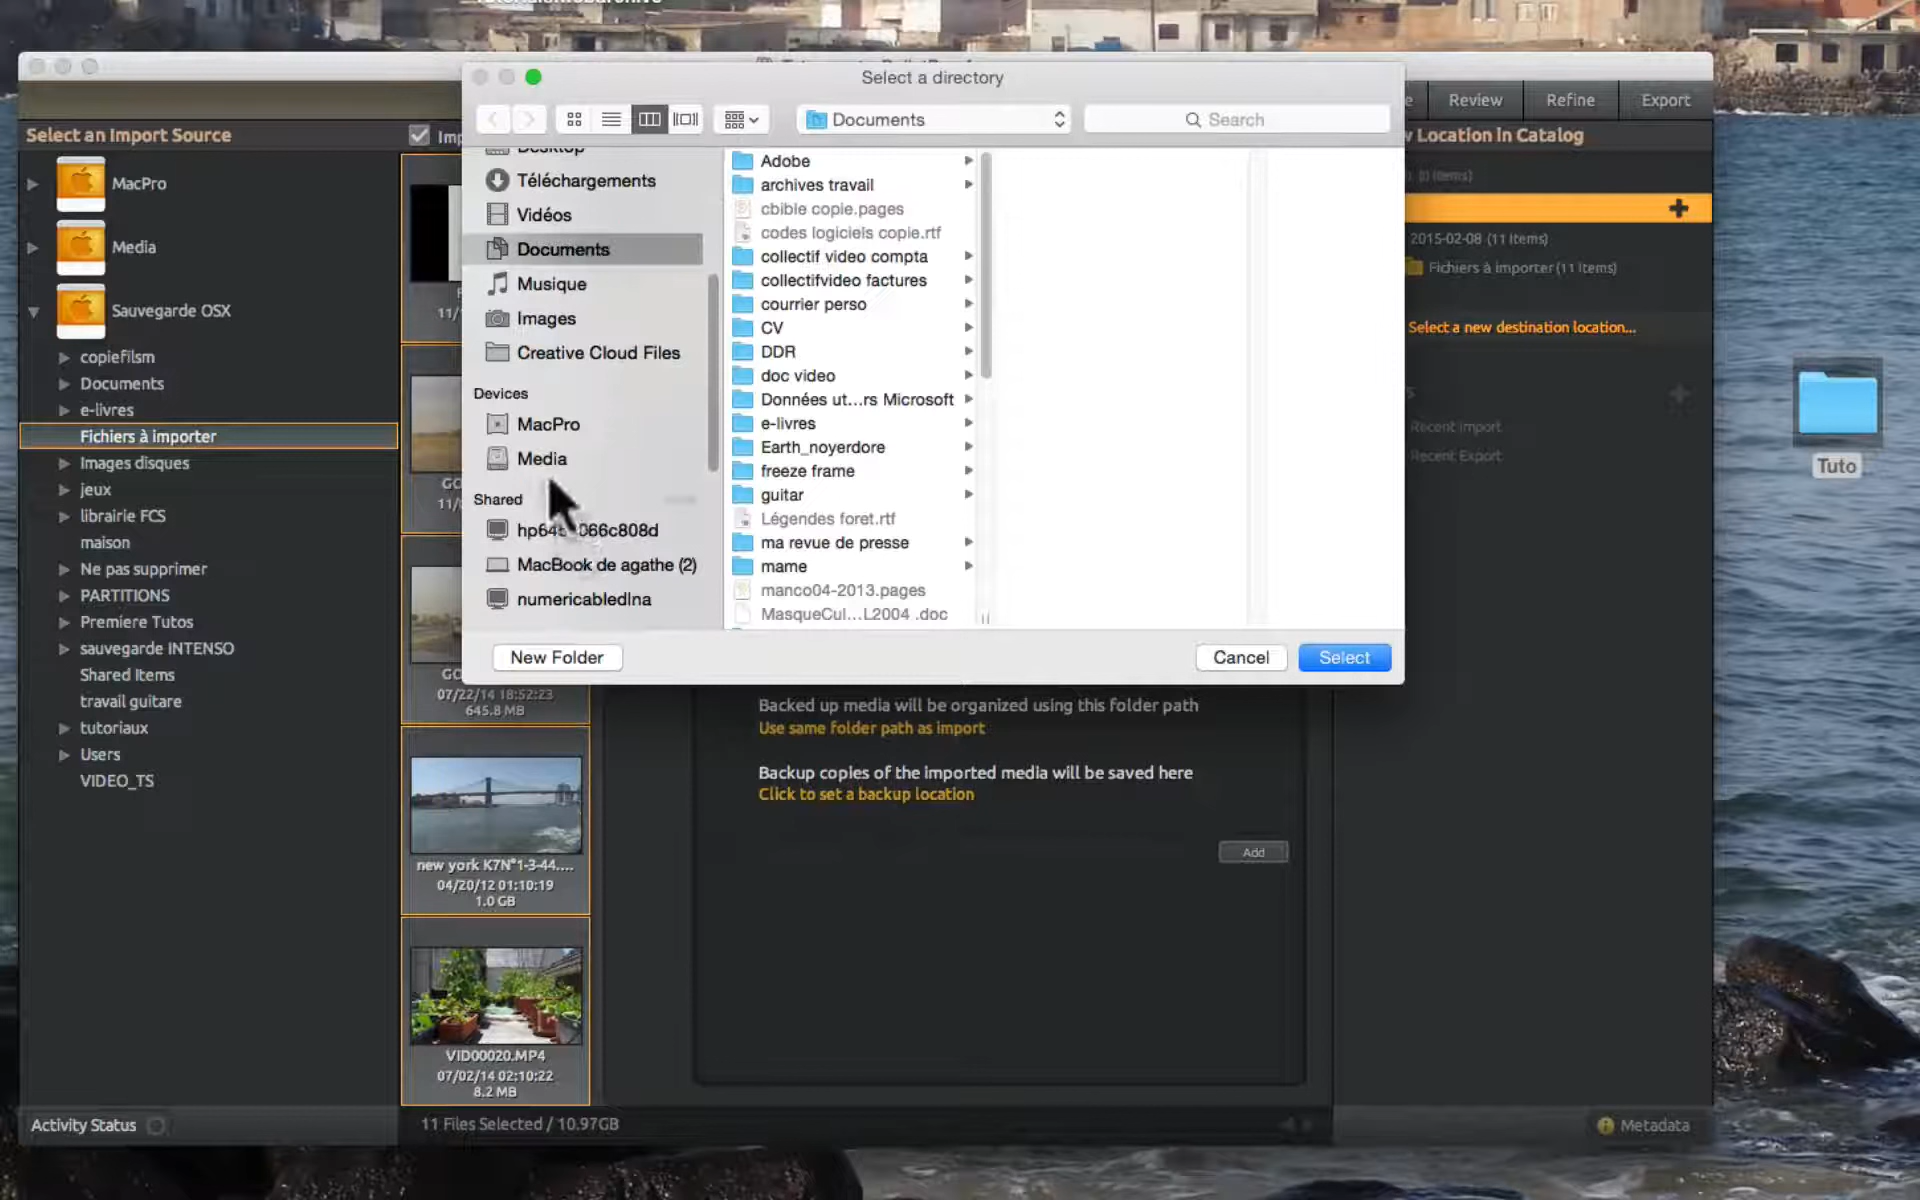 Select a directory
Documents
Search
Review
Refine
Export
Select an Import Source
Location in Catalog
MacPro
Media
Sauvegarde OSX
copiefilsm
Documents
e-livres
Fichiers à importer
Images disques
jeux
librairie FCS
maison
Ne pas supprimer
PARTITIONS
Premiere Tutos
sauvegarde INTENSO
Shared Items
travail guitare
tutoriaux
Users
VIDEO_TS
Activity Status
Desktop
Téléchargements
Vidéos
Documents
Musique
Images
Creative Cloud Files
Devices
MacPro
Media
Shared
MacBook de agathe (2)
numericabledlna
Adobe
archives travail
cbible copie.pages
codes logiciels copie.rtf
collectif video compta
collectifvideo factures
courrier perso
CV
DDR
doc video
Données ut...rs Microsoft
e-livres
Earth_noyerdore
freeze frame
guitar
Légendes foret.rtf
ma revue de presse
mame
manco04-2013.pages
MasqueCul...L2004 .doc
New Folder
Cancel
Select
07/22/14 18:52:23
645.8 MB
new york K7N°1-3-44....
04/20/12 01:10:19
1.0 GB
VID00020.MP4
07/02/14 02:10:22
8.2 MB
11 Files Selected / 10.97GB
Backed up media will be organized using this folder path
Use same folder path as import
Backup copies of the imported media will be saved here
Click to set a backup location
Add
(0 Items)
2015-02-08 (11 Items)
Fichiers à importer (11 Items)
Select a new destination location...
Recent Import
Recent Export
Metadata
Tuto